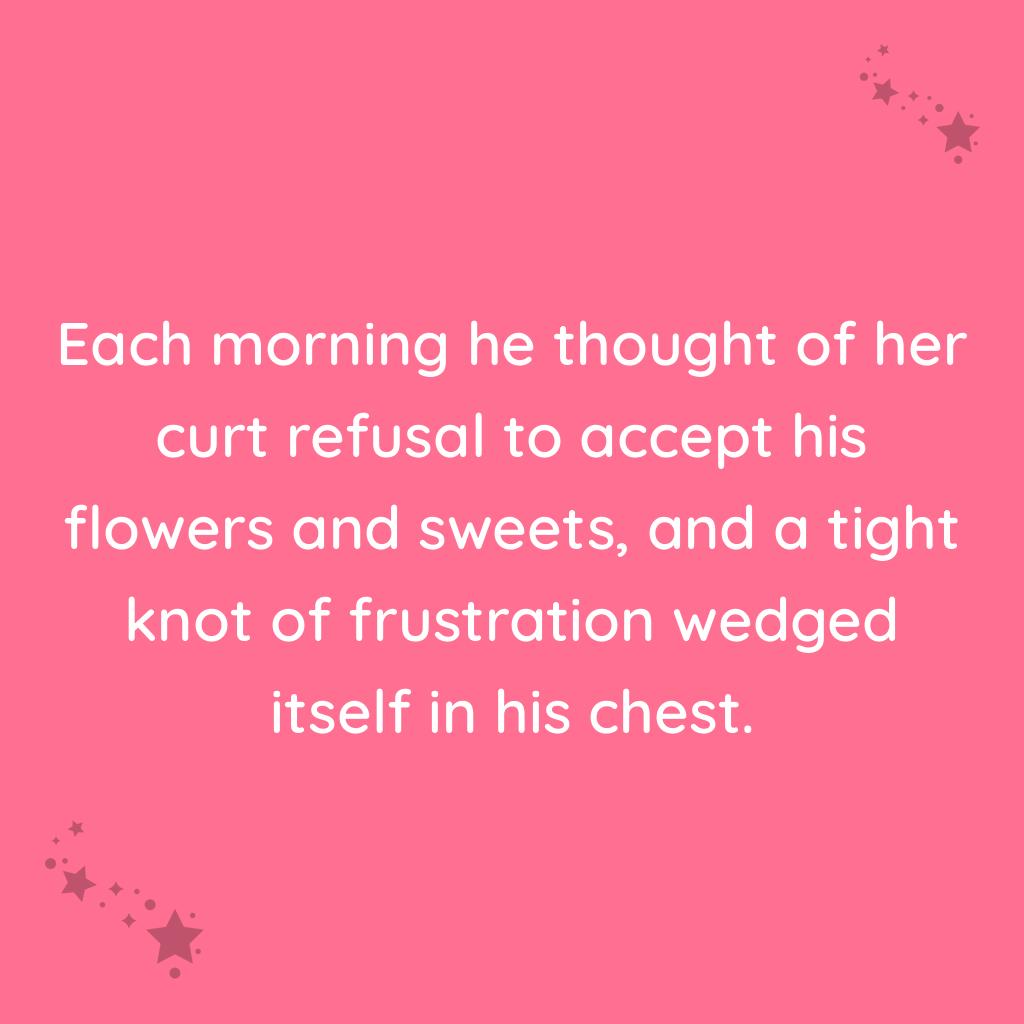 Each morning he thought of her
curt refusal to accept his
flowers and sweets, and a tight
knot of frustration wedged
itself in his chest.